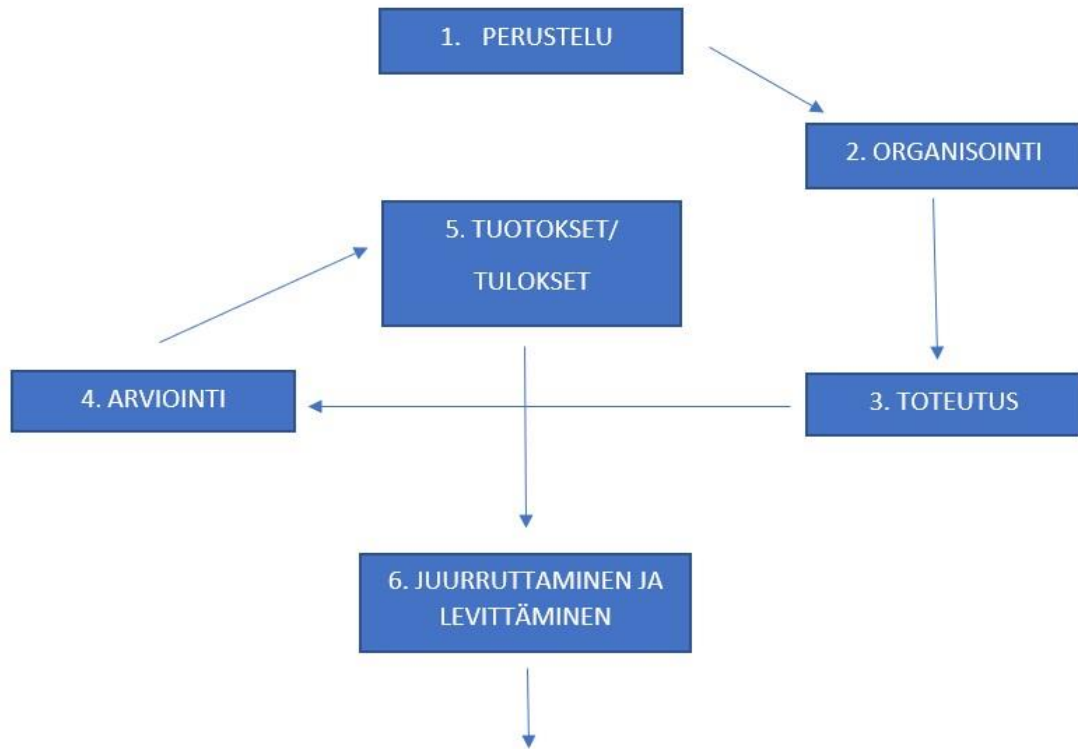 1. PERUSTELU
2. ORGANISOINTI
3. TOTEUTUS
4. ARVIOINTI
5. TUOTOKSET/
TULOKSET
6. JUURRUTTAMINEN JA
LEVITTÄMINEN